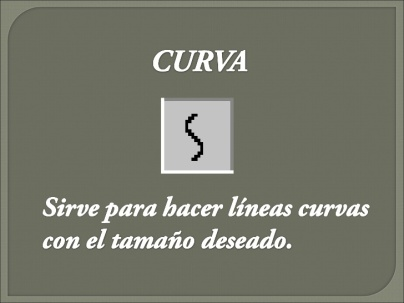 CURVA
Sirve para hacer líneas curvas
con el tamaño deseado.